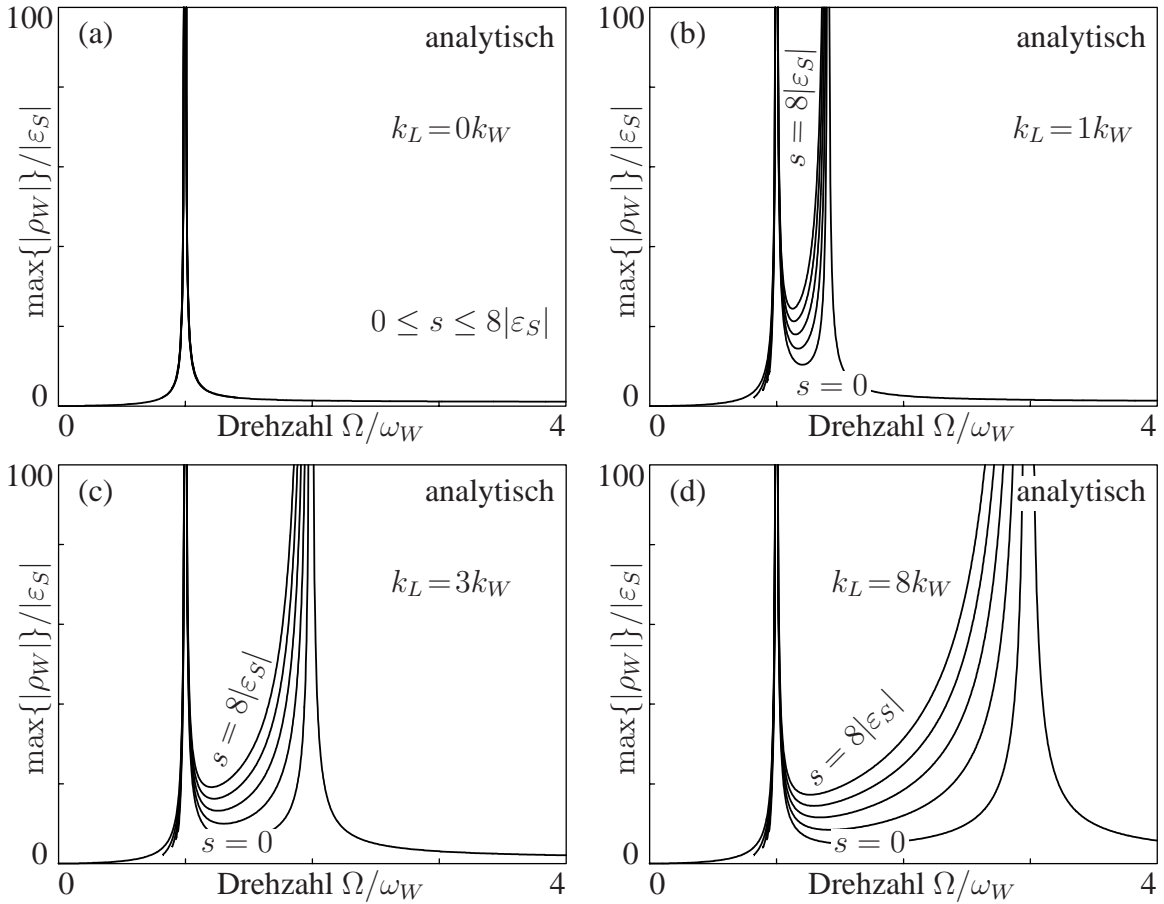 100
(a)
analytisch
k_L = 0k_W
0 ≤ s ≤ 8|ε_S|
max{|ρ_W|}/|ε_S|
0
0
Drehzahl Ω/ω_W
4
100
(b)
analytisch
s = 8|ε_S|
k_L = 1k_W
s = 0
max{|ρ_W|}/|ε_S|
0
0
Drehzahl Ω/ω_W
4
100
(c)
analytisch
k_L = 3k_W
s = 8|ε_S|
s = 0
max{|ρ_W|}/|ε_S|
0
0
Drehzahl Ω/ω_W
4
100
(d)
analytisch
k_L = 8k_W
s = 8|ε_S|
s = 0
max{|ρ_W|}/|ε_S|
0
0
Drehzahl Ω/ω_W
4